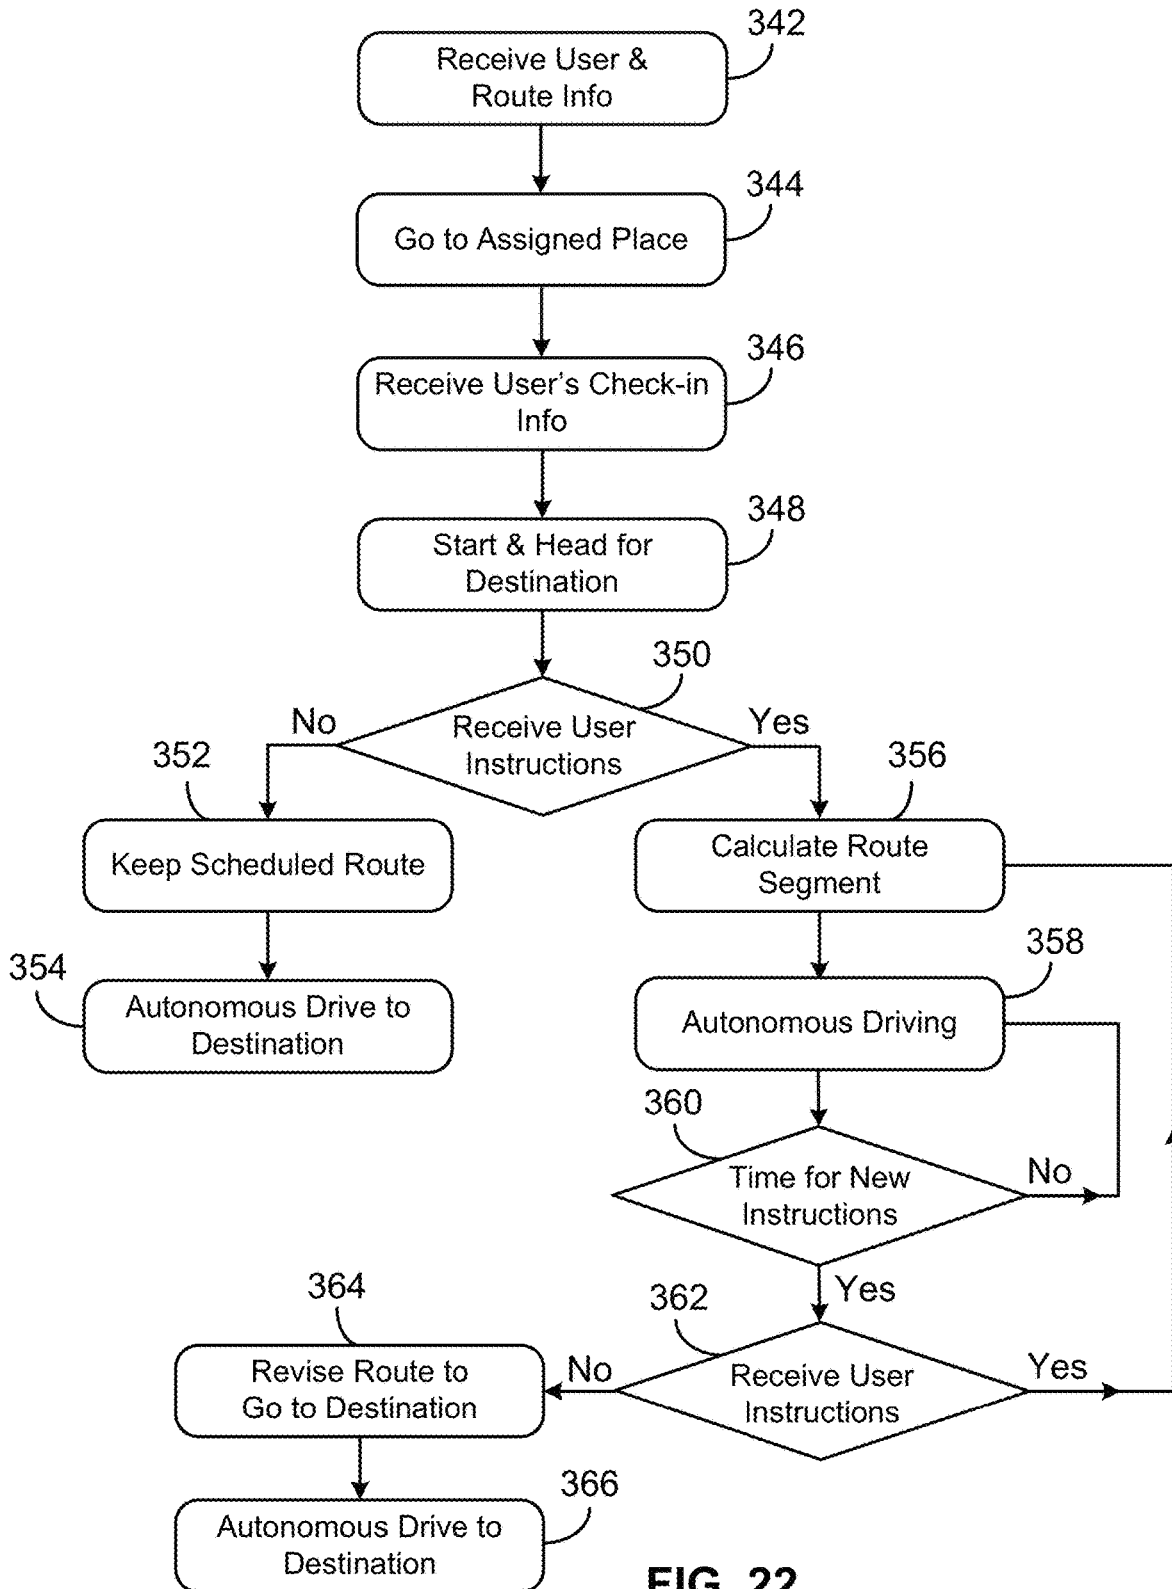 342
Receive User &
Route Info
344
Go to Assigned Place
346
Receive User's Check-in
Info
348
Start & Head for
Destination
350
Receive User
Instructions
No
Yes
352
Keep Scheduled Route
356
Calculate Route
Segment
354
Autonomous Drive to
Destination
358
Autonomous Driving
360
Time for New
Instructions
No
Yes
362
Receive User
Instructions
No
Yes
364
Revise Route to
Go to Destination
366
Autonomous Drive to
Destination
FIG. 22